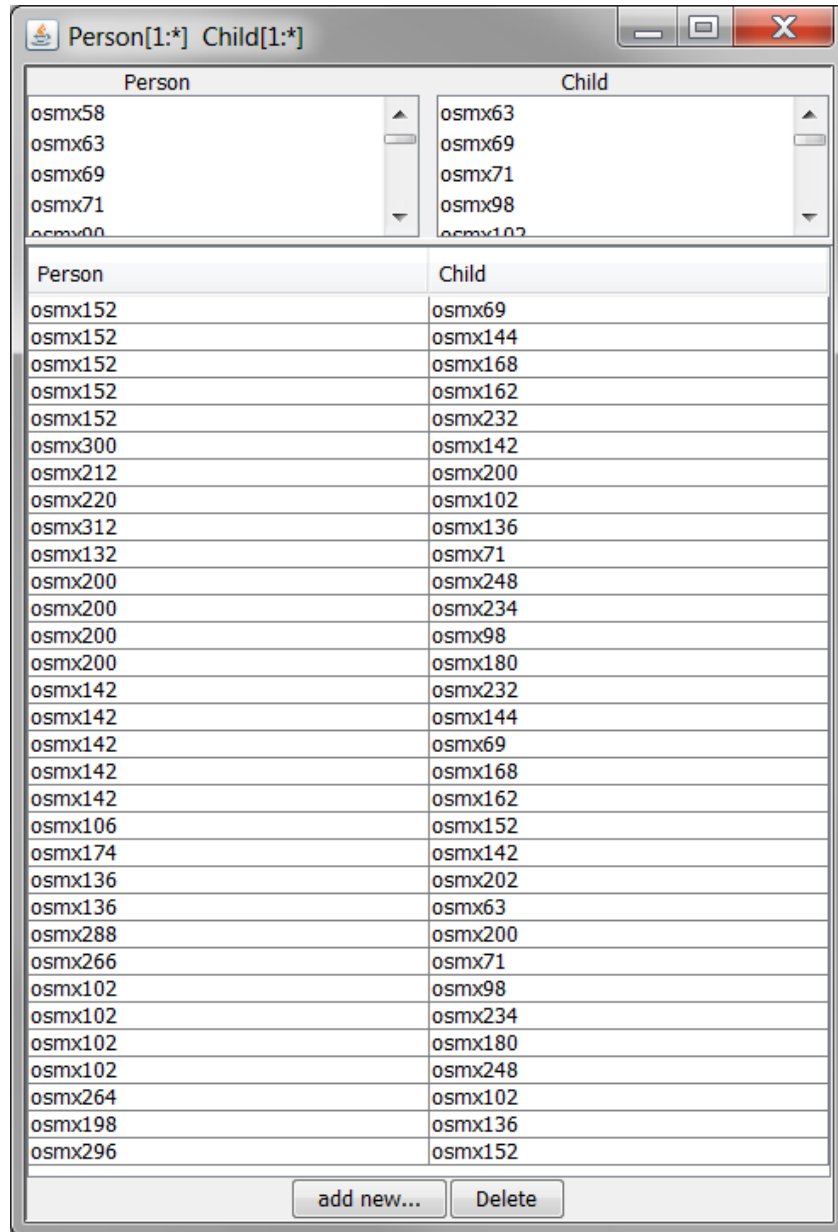 Person[1:*] Child[1:*]
Person Child
osmx58 osmx63
osmx63 osmx69
osmx69 osmx71
osmx71 osmx98
osmx90 osmx102
Person Child
osmx152 osmx69
osmx152 osmx144
osmx152 osmx168
osmx152 osmx162
osmx152 osmx232
osmx300 osmx142
osmx212 osmx200
osmx220 osmx102
osmx312 osmx136
osmx132 osmx71
osmx200 osmx248
osmx200 osmx234
osmx200 osmx98
osmx200 osmx180
osmx142 osmx232
osmx142 osmx144
osmx142 osmx69
osmx142 osmx168
osmx142 osmx162
osmx106 osmx152
osmx174 osmx142
osmx136 osmx202
osmx136 osmx63
osmx288 osmx200
osmx266 osmx71
osmx102 osmx98
osmx102 osmx234
osmx102 osmx180
osmx102 osmx248
osmx264 osmx102
osmx198 osmx136
osmx296 osmx152
add new... Delete